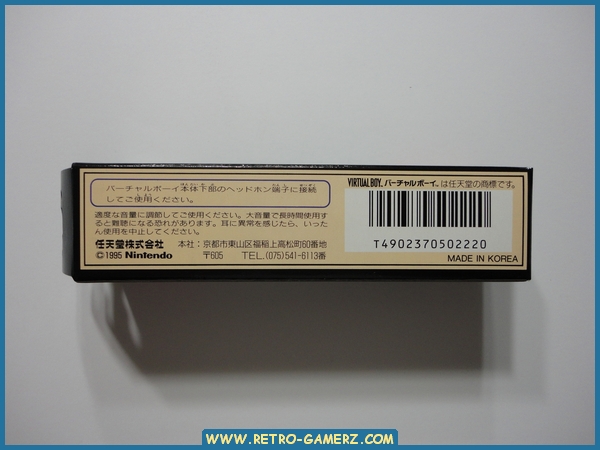 バーチャルボーイ本体下部のヘッドホン端子に接続
してご使用ください。
適度な音量に調節してご使用ください。大音量で長時間使用す
ると難聴になる恐れがあります。耳に異常を感じたら、いった
ん使用を中止してください。
任天堂株式会社 本社:京都市東山区福稲上高松町60番地
©1995 Nintendo 〒605 TEL.(075)541-6113番
VIRTUAL BOY. バーチャルボーイ™は任天堂の商標です。
T4902370502220
MADE IN KOREA
WWW.RETRO-GAMERZ.COM